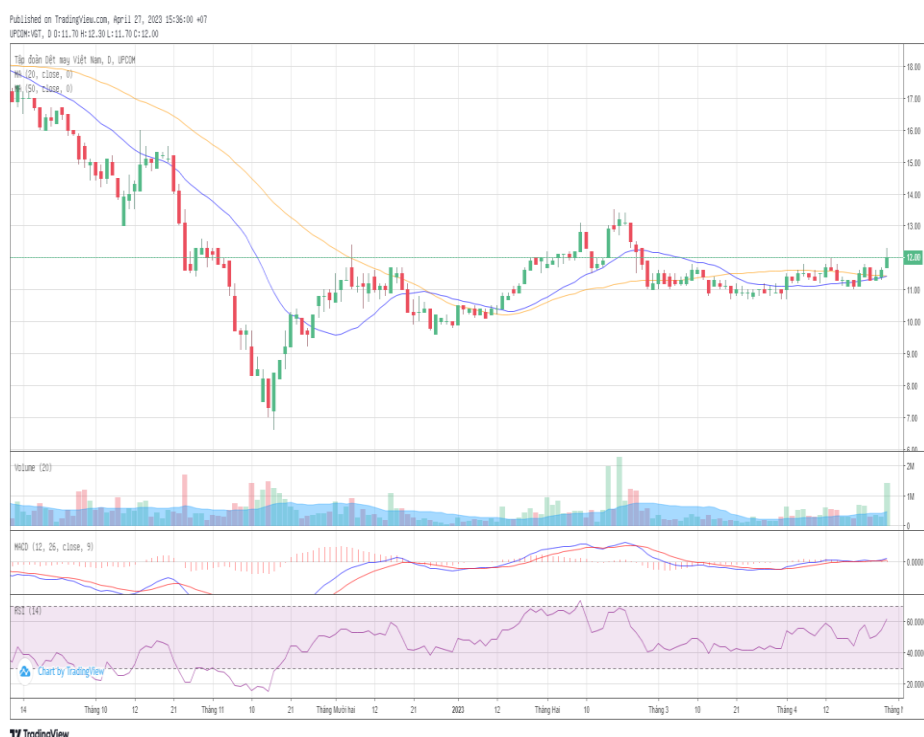 Published on TradingView.com, April 27, 2023 15:36:00 +07
UPCOM:VGT, D O:11.70 H:12.30 L:11.70 C:12.00
Tập đoàn Dệt may Việt Nam, D, UPCOM
MA (20, close, 0)
MA (50, close, 0)
18.00
17.00
16.00
15.00
14.00
13.00
12.00
11.00
10.00
9.00
8.00
7.00
6.00
Volume (20)
2M
1M
0
MACD (12, 26, close, 9)
0.0000
RSI (14)
60.0000
40.0000
20.0000
Chart by TradingView
14 Tháng 10 12 21 Tháng 11 10 21 Tháng Mười hai 12 21 2023 12 Tháng Hai 10 Tháng 3 10 21 Tháng 4 12
TradingView